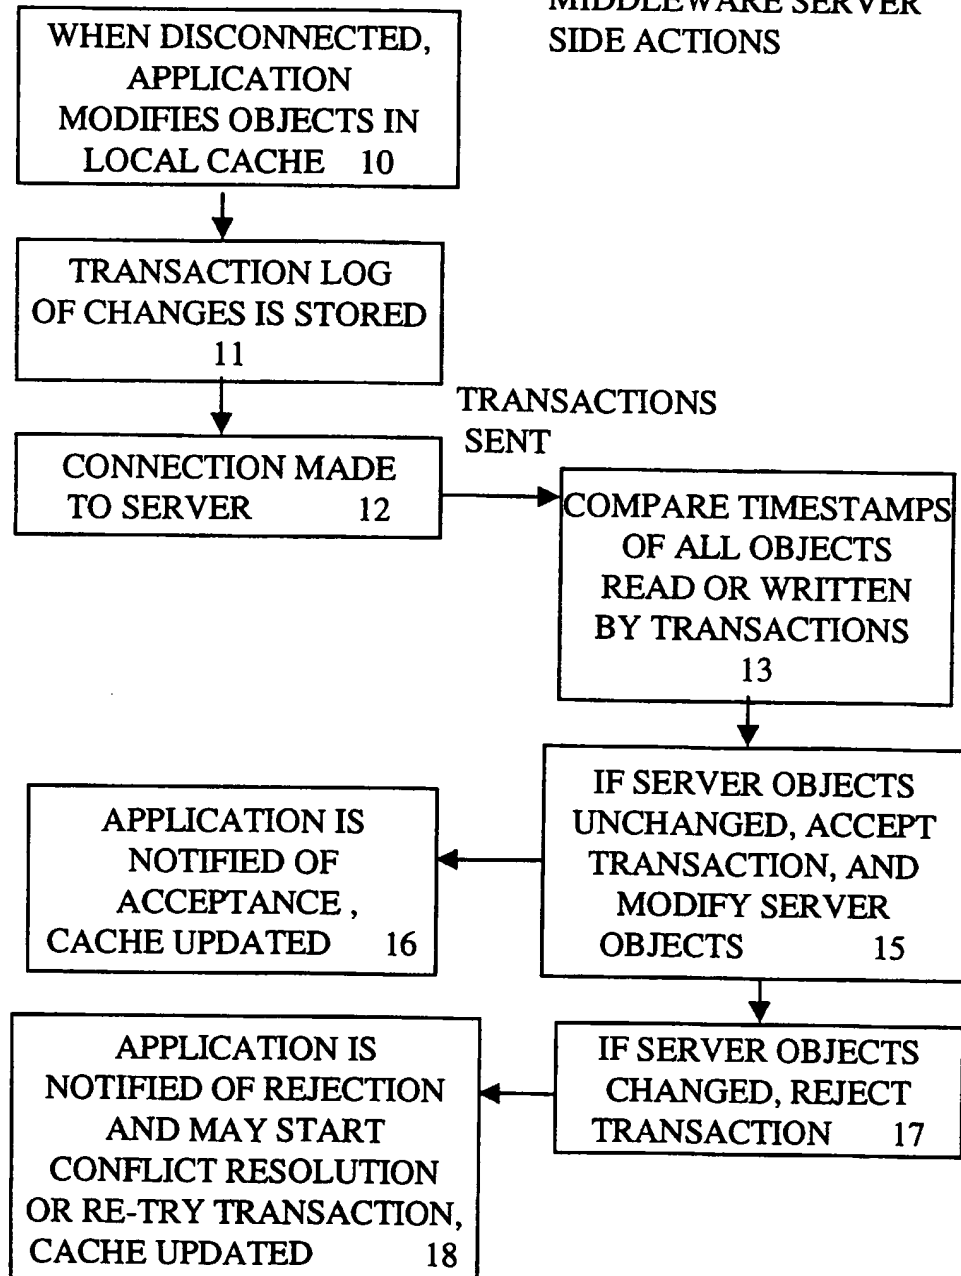 MIDDLEWARE SERVER
SIDE ACTIONS
WHEN DISCONNECTED,
APPLICATION
MODIFIES OBJECTS IN
LOCAL CACHE 10
TRANSACTION LOG
OF CHANGES IS STORED
11
CONNECTION MADE
TO SERVER 12
TRANSACTIONS
SENT
COMPARE TIMESTAMPS
OF ALL OBJECTS
READ OR WRITTEN
BY TRANSACTIONS
13
IF SERVER OBJECTS
UNCHANGED, ACCEPT
TRANSACTION, AND
MODIFY SERVER
OBJECTS 15
APPLICATION IS
NOTIFIED OF
ACCEPTANCE ,
CACHE UPDATED 16
IF SERVER OBJECTS
CHANGED, REJECT
TRANSACTION 17
APPLICATION IS
NOTIFIED OF REJECTION
AND MAY START
CONFLICT RESOLUTION
OR RE-TRY TRANSACTION,
CACHE UPDATED 18